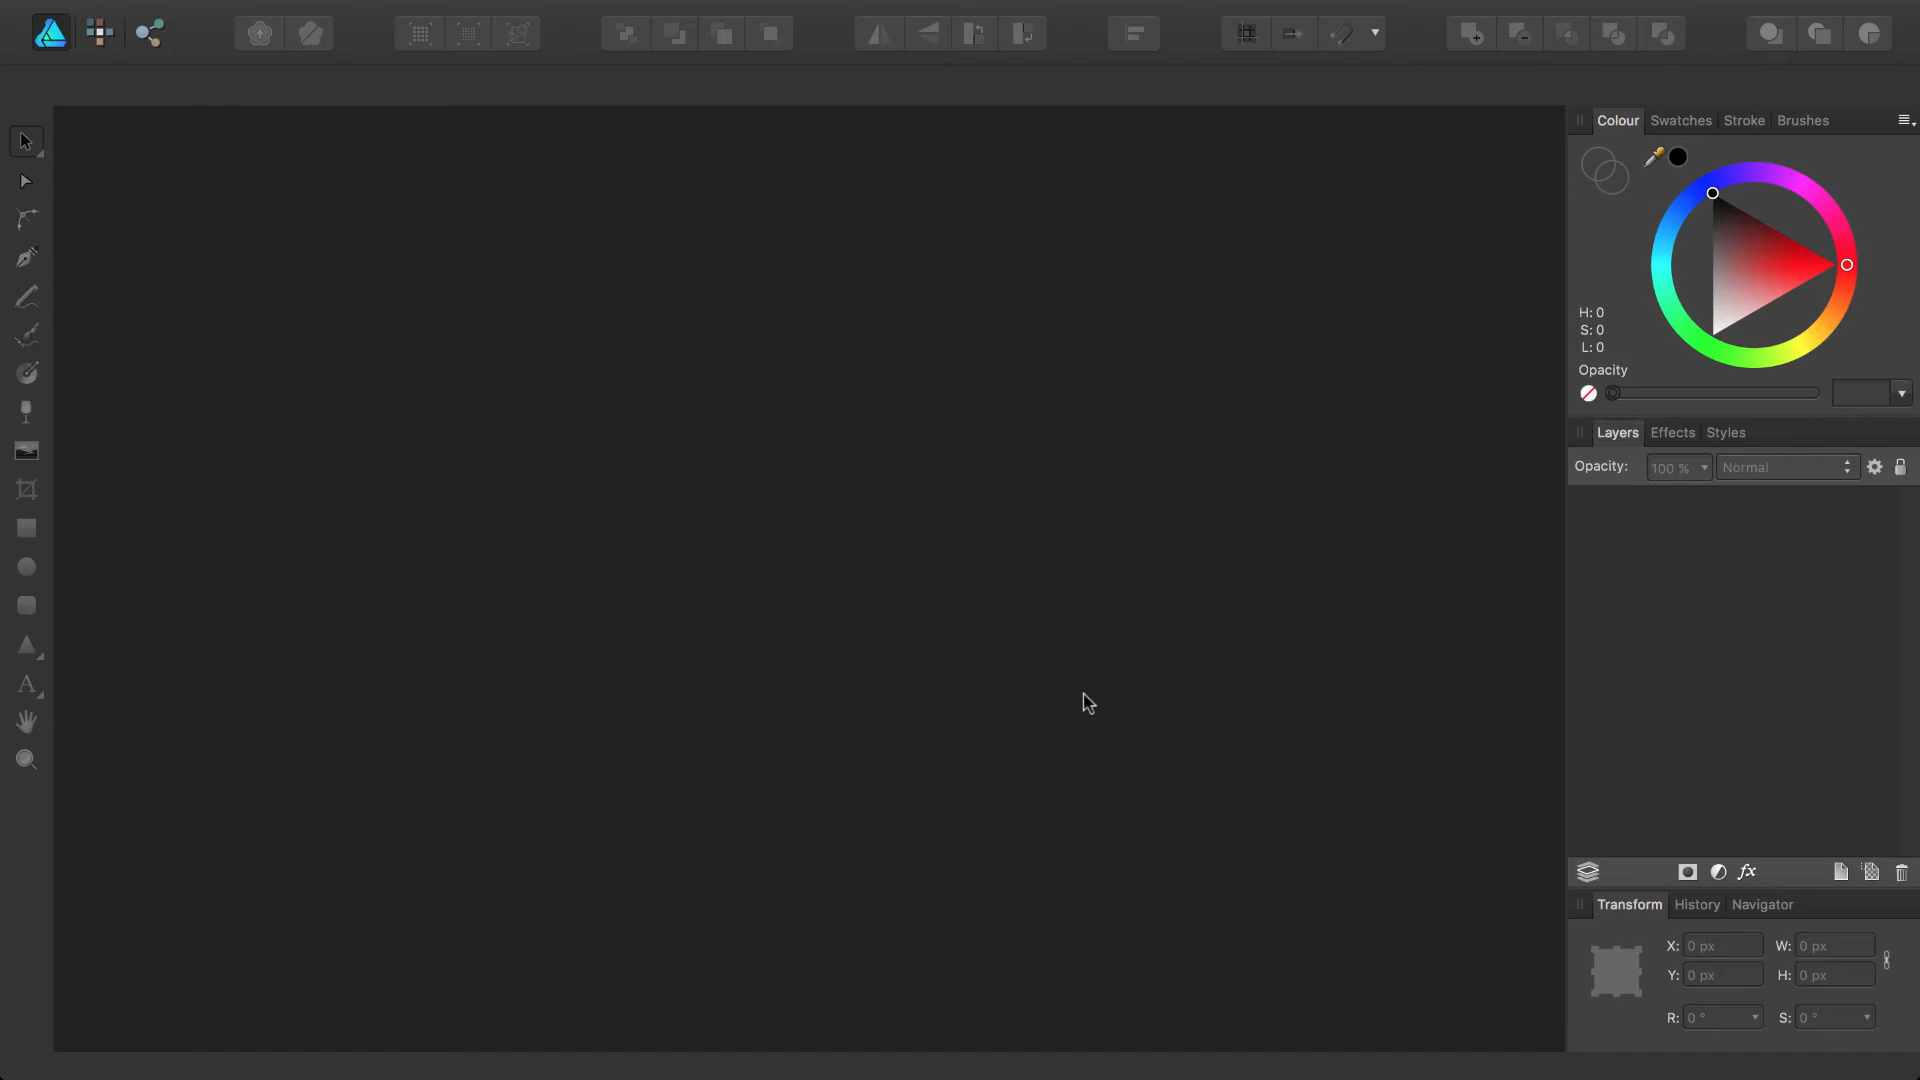 Colour Swatches Stroke Brushes
H: 0
S: 0
L: 0
Opacity
Layers Effects Styles
Opacity: 100 % Normal
fx
Transform History Navigator
X: 0 px W: 0 px
Y: 0 px H: 0 px
R: 0 ° S: 0 °
A